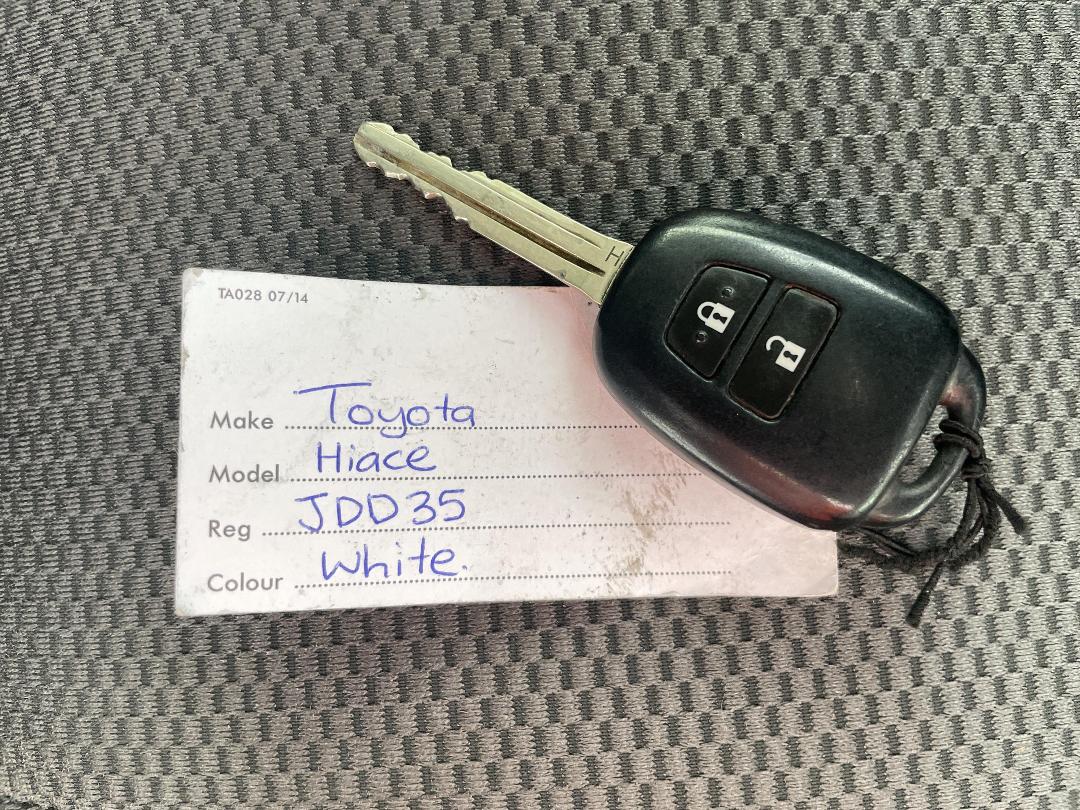 TA028 07/14
H
Make Toyota
Model Hiace
Reg JDD35
Colour White.